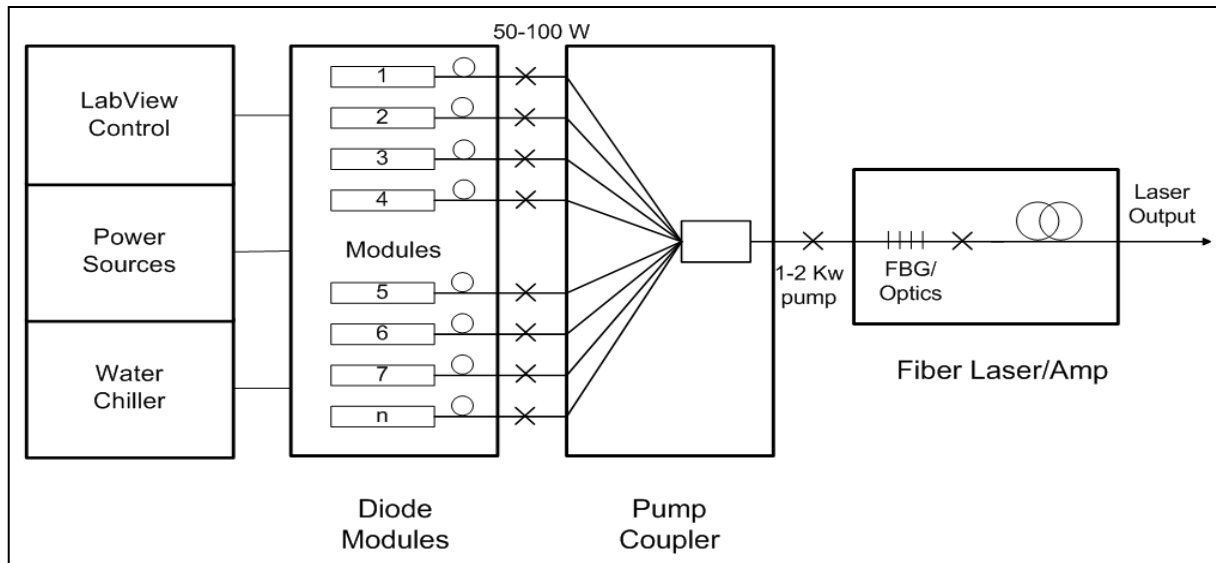 50-100 W
LabView
Control
Power
Sources
Water
Chiller
1
2
3
4
Modules
5
6
7
n
1-2 Kw
pump
FBG/
Optics
Laser
Output
Fiber Laser/Amp
Diode
Modules
Pump
Coupler